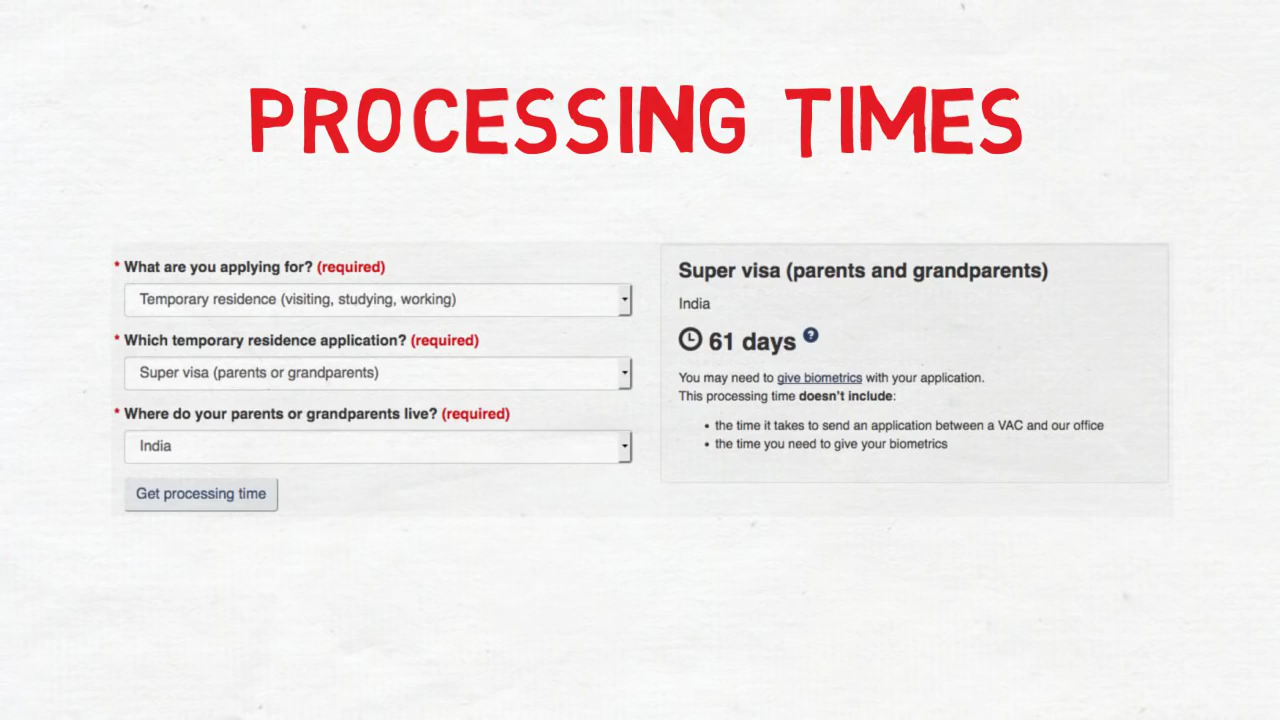 PROCESSING TIMES
* What are you applying for? (required)
Temporary residence (visiting, studying, working)
* Which temporary residence application? (required)
Super visa (parents or grandparents)
* Where do your parents or grandparents live? (required)
India
Get processing time
Super visa (parents and grandparents)
India
61 days ?
You may need to give biometrics with your application.
This processing time doesn't include:
• the time it takes to send an application between a VAC and our office
• the time you need to give your biometrics